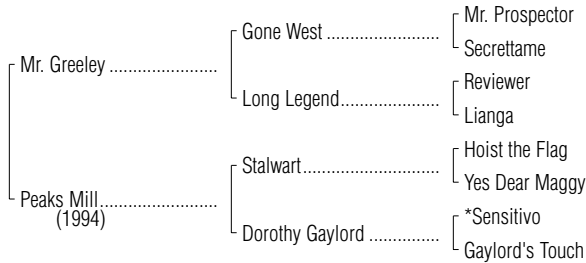 Mr. Prospector
Gone West ........................
Secrettame
Mr. Greeley ......................
Reviewer
Long Legend.....................
Lianga
Hoist the Flag
Stalwart.............................
Yes Dear Maggy
Peaks Mill........................
(1994)
*Sensitivo
Dorothy Gaylord ...............
Gaylord's Touch